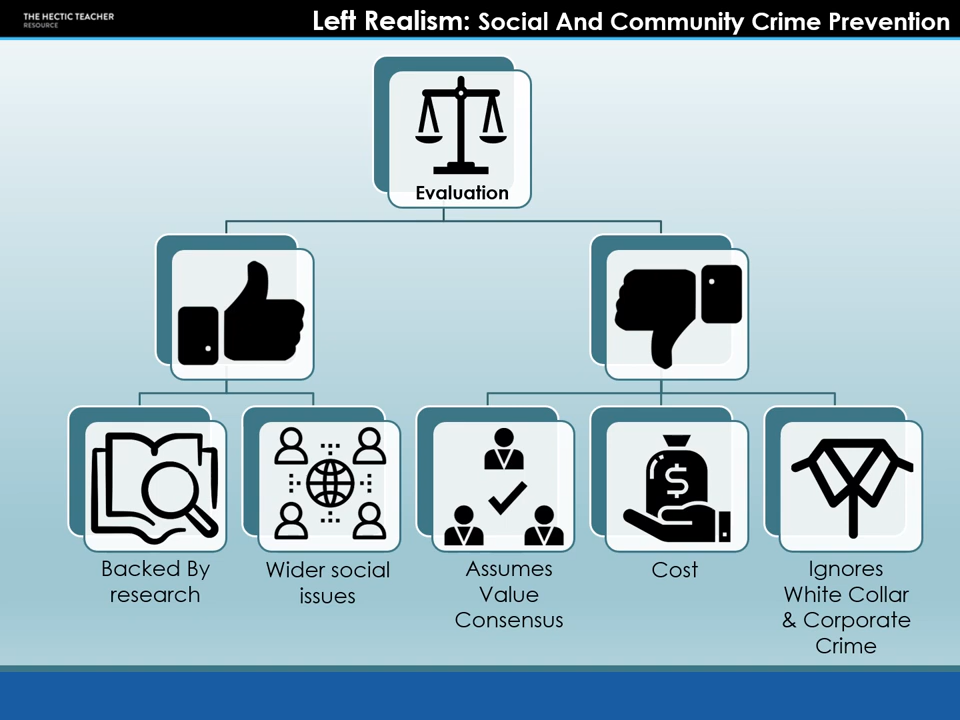 THE HECTIC TEACHER
RESOURCE
Left Realism: Social And Community Crime Prevention
Evaluation
Backed By
research
Wider social
issues
Assumes
Value
Consensus
$
Cost
Ignores
White Collar
& Corporate
Crime